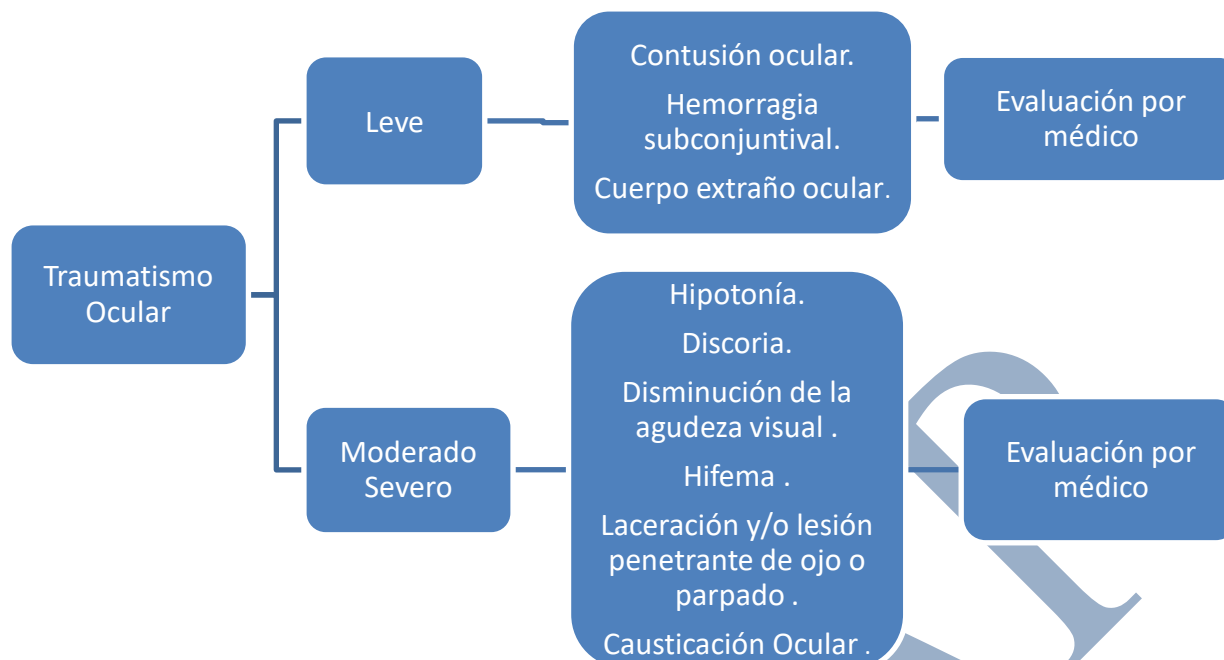 Traumatismo
Ocular
Leve
Contusión ocular.
Hemorragia
subconjuntival.
Cuerpo extraño ocular.
Evaluación por
médico
Moderado
Severo
Hipotonía.
Discoria.
Disminución de la
agudeza visual .
Hifema .
Laceración y/o lesión
penetrante de ojo o
parpado .
Causticación Ocular .
Evaluación por
médico